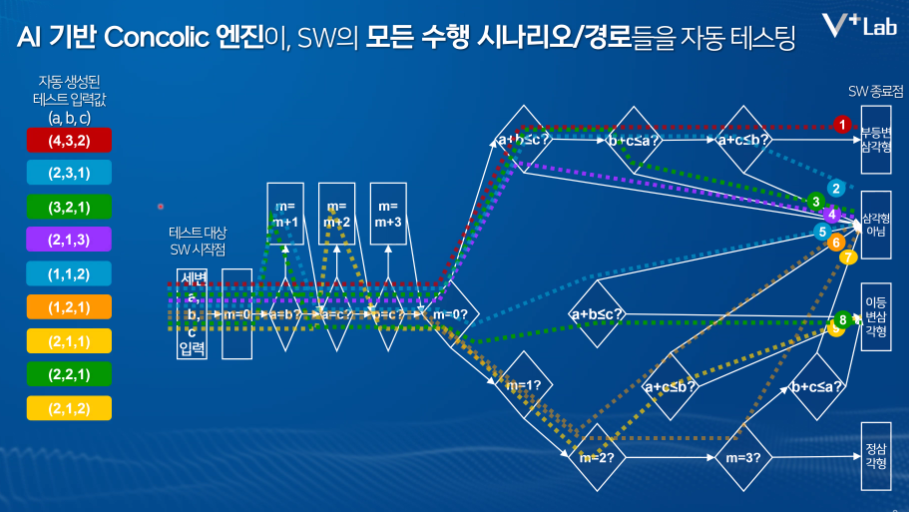 AI 기반 Concolic 엔진이, SW의 모든 수행 시나리오/경로들을 자동 테스팅
V+Lab
자동 생성된
테스트 입력값
(a, b, c)
(4,3,2)
(2,3,1)
(3,2,1)
(2,1,3)
(1,1,2)
(1,2,1)
(2,1,1)
(2,2,1)
(2,1,2)
테스트 대상
SW 시작점
세변
a,
b,
c
입력
m=0
a=b?
a=c?
b=c?
m=
m+1
m=
m+2
m=
m+3
m=0?
m=1?
m=2?
m=3?
a+b≤c?
b+c≤a?
a+c≤b?
a+b≤c?
a+c≤b?
b+c≤a?
1
2
3
4
5
6
7
8
9
SW 종료점
부등변
삼각형
삼각형
아님
이등
변삼
각형
정삼
각형